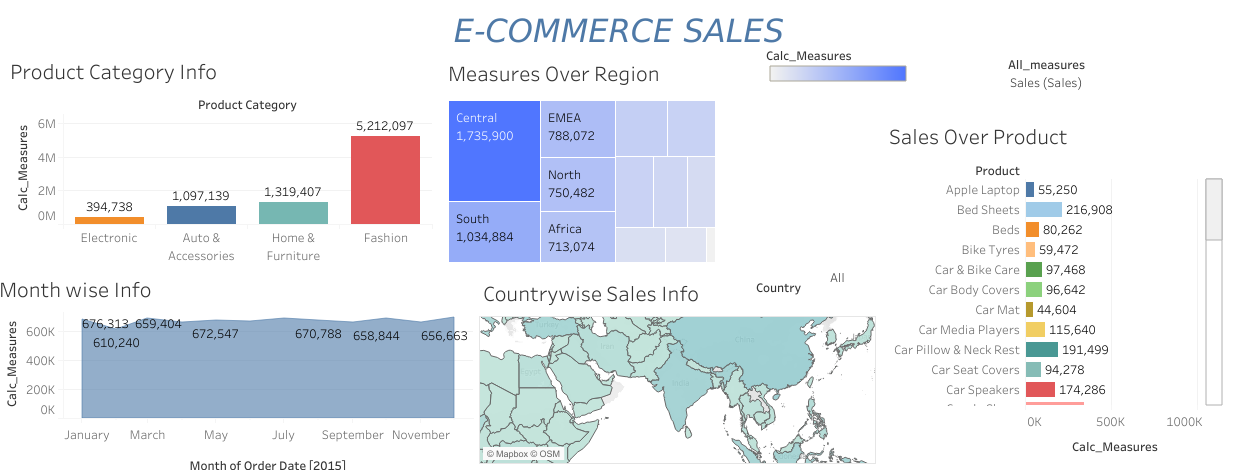 E-COMMERCE SALES
Product Category Info
Product Category
Calc_Measures
6M
4M
2M
0M
394,738
1,097,139
1,319,407
5,212,097
Electronic
Auto &
Accessories
Home &
Furniture
Fashion
Measures Over Region
Central
1,735,900
South
1,034,884
EMEA
788,072
North
750,482
Africa
713,074
Calc_Measures
All_measures
Sales (Sales)
Sales Over Product
Product
Apple Laptop 55,250
Bed Sheets 216,908
Beds 80,262
Bike Tyres 59,472
Car & Bike Care 97,468
Car Body Covers 96,642
Car Mat 44,604
Car Media Players 115,640
Car Pillow & Neck Rest 191,499
Car Seat Covers 94,278
Car Speakers 174,286
0K 500K 1000K
Calc_Measures
Month wise Info
Calc_Measures
600K
400K
200K
0K
676,313
610,240
659,404
672,547
670,788
658,844
656,663
January March May July September November
Month of Order Date [2015]
Countrywise Sales Info
Country
All
China
India
Iran
Egypt
Turkey
© Mapbox © OSM